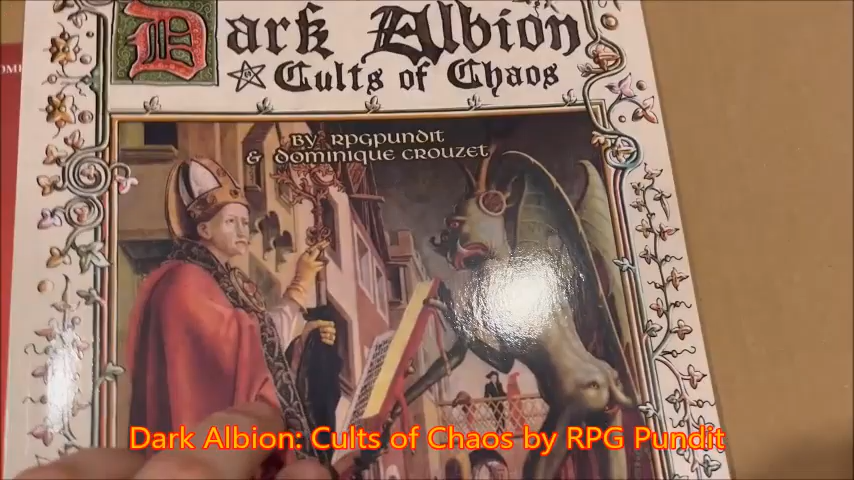 Dark Albion
Cults of Chaos
BY RPGPUNDIT
& DOMINIQUE CROUZET
Dark Albion: Cults of Chaos by RPG Pundit